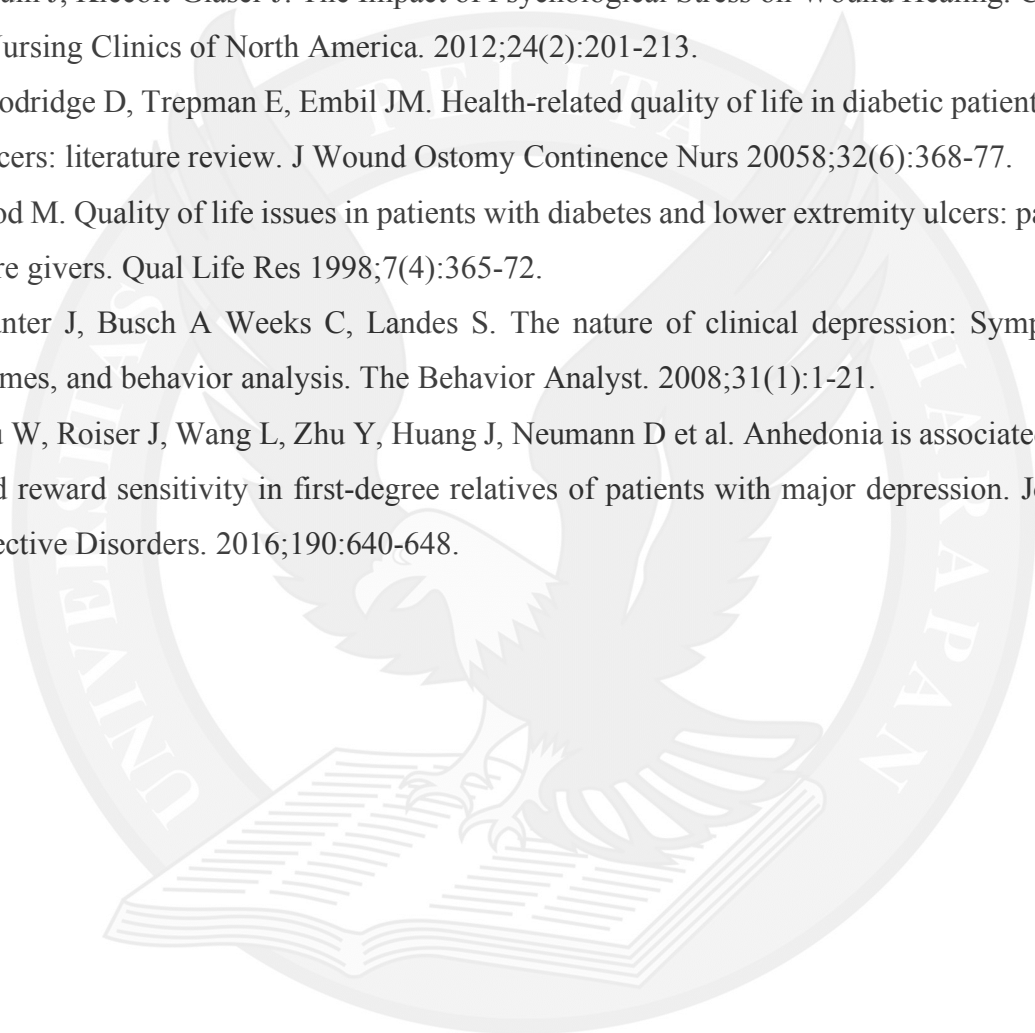 Nursing Clinics of North America. 2012;24(2):201-213.
odridge D, Trepman E, Embil JM. Health-related quality of life in diabetic patient
cers: literature review. J Wound Ostomy Continence Nurs 20058;32(6):368-77.
od M. Quality of life issues in patients with diabetes and lower extremity ulcers: pa
re givers. Qual Life Res 1998;7(4):365-72.
nter J, Busch A Weeks C, Landes S. The nature of clinical depression: Symp
mes, and behavior analysis. The Behavior Analyst. 2008;31(1):1-21.
W, Roiser J, Wang L, Zhu Y, Huang J, Neumann D et al. Anhedonia is associate
d reward sensitivity in first-degree relatives of patients with major depression. J
ective Disorders. 2016;190:640-648.
UNIVERSITAS PELITA HARAPAN